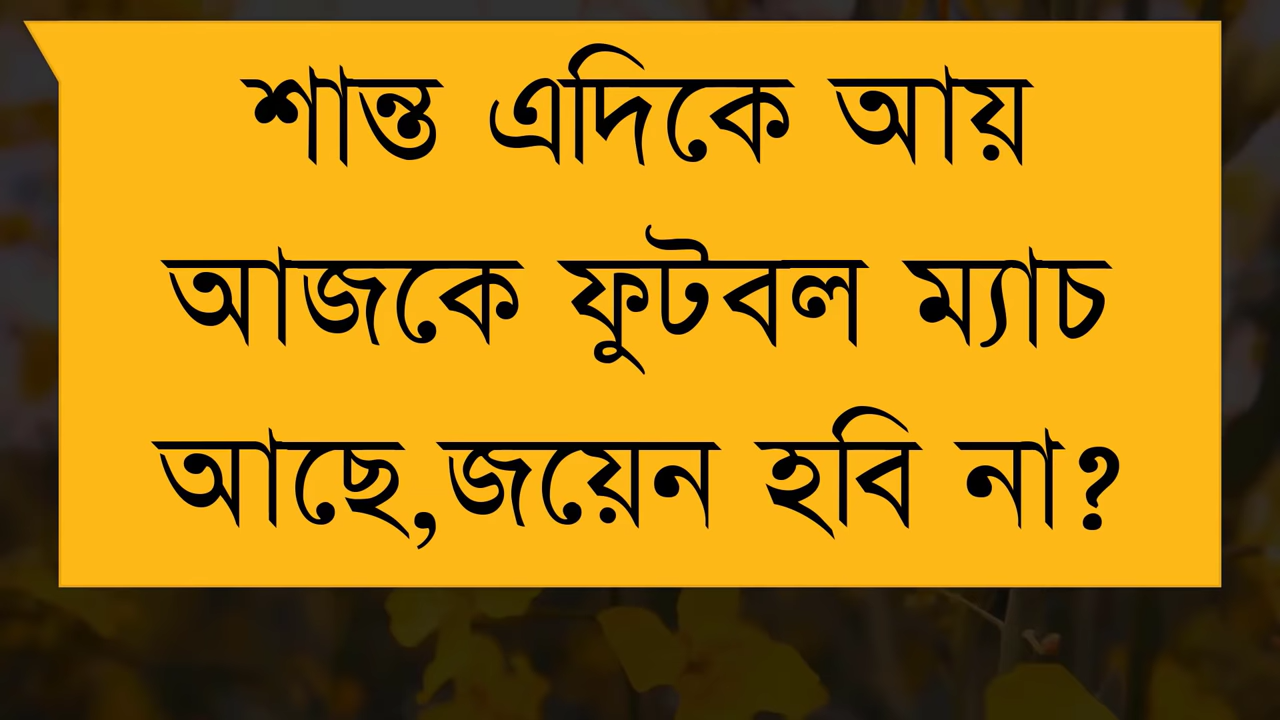 শান্ত এদিকে আয়
আজকে ফুটবল ম্যাচ
আছে,জয়েন হবি না?